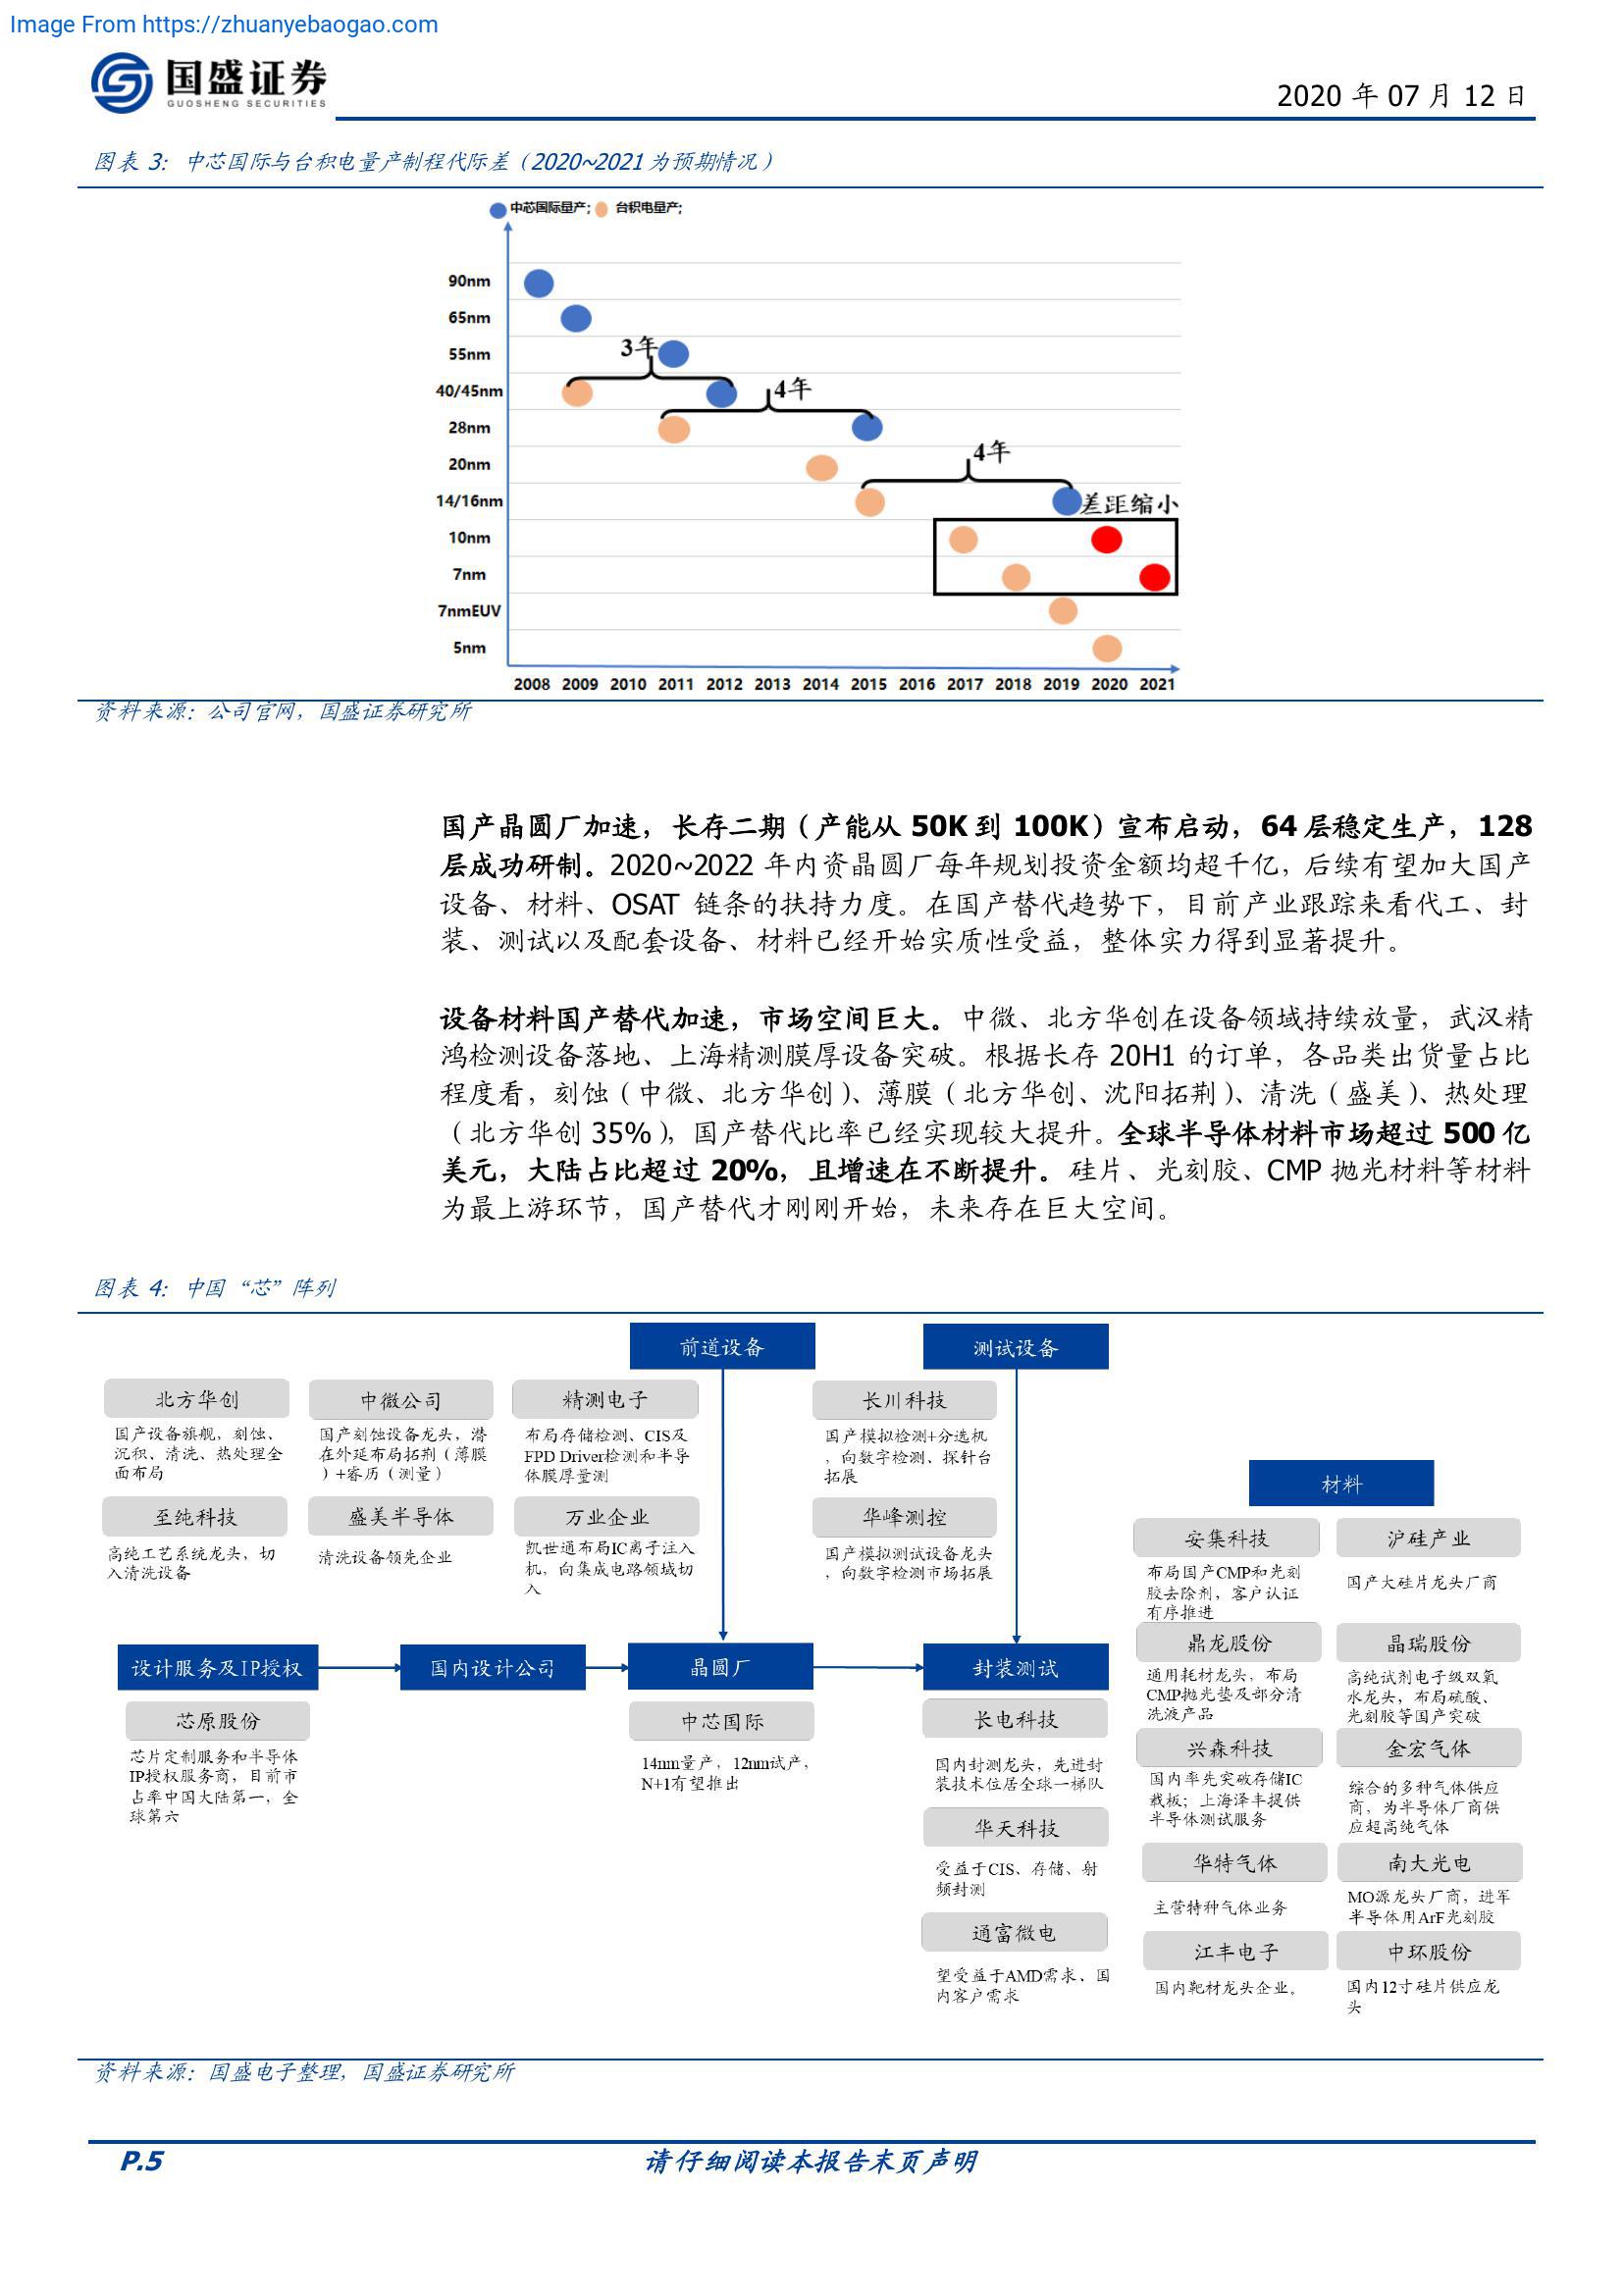 Image From https://zhuanyebaogao.com
国盛证券
GUOSHENG SECURITIES
2020 年 07 月 12 日
图表 3: 中芯国际与台积电量产制程代际差（2020~2021 为预期情况）
中芯国际量产; 台积电量产;
90nm
65nm
3年
55nm
40/45nm
4年
28nm
4年
20nm
14/16nm
差距缩小
10nm
7nm
7nmEUV
5nm
2008 2009 2010 2011 2012 2013 2014 2015 2016 2017 2018 2019 2020 2021
资料来源：公司官网，国盛证券研究所
国产晶圆厂加速，长存二期（产能从 50K 到 100K）宣布启动，64 层稳定生产，128
层成功研制。2020~2022 年内资晶圆厂每年规划投资金额均超千亿，后续有望加大国产
设备、材料、OSAT 链条的扶持力度。在国产替代趋势下，目前产业跟踪来看代工、封
装、测试以及配套设备、材料已经开始实质性受益，整体实力得到显著提升。
设备材料国产替代加速，市场空间巨大。中微、北方华创在设备领域持续放量，武汉精
鸿检测设备落地、上海精测膜厚设备突破。根据长存 20H1 的订单，各品类出货量占比
程度看，刻蚀（中微、北方华创）、薄膜（北方华创、沈阳拓荆）、清洗（盛美）、热处理
（北方华创 35%），国产替代比率已经实现较大提升。全球半导体材料市场超过 500 亿
美元，大陆占比超过 20%，且增速在不断提升。硅片、光刻胶、CMP 抛光材料等材料
为最上游环节，国产替代才刚刚开始，未来存在巨大空间。
图表 4: 中国“芯”阵列
前道设备
测试设备
北方华创
国产设备旗舰，刻蚀、
沉积、清洗、热处理全
面布局
中微公司
国产刻蚀设备龙头，潜
在外延布局拓荆（薄膜
）+睿历（测量）
精测电子
布局存储检测、CIS及
FPD Driver检测和半导
体膜厚量测
长川科技
国产模拟检测+分选机
，向数字检测、探针台
拓展
至纯科技
高纯工艺系统龙头，切
入清洗设备
盛美半导体
清洗设备领先企业
万业企业
凯世通布局IC离子注入
机，向集成电路领域切
入
华峰测控
国产模拟测试设备龙头
，向数字检测市场拓展
设计服务及IP授权
国内设计公司
晶圆厂
封装测试
芯原股份
芯片定制服务和半导体
IP授权服务商，目前市
占率中国大陆第一，全
球第六
中芯国际
14nm量产，12nm试产，
N+1有望推出
长电科技
国内封测龙头，先进封
装技术位居全球一梯队
华天科技
受益于CIS、存储、射
频封测
通富微电
望受益于AMD需求、国
内客户需求
材料
安集科技
布局国产CMP和光刻
胶去除剂，客户认证
有序推进
沪硅产业
国产大硅片龙头厂商
鼎龙股份
通用耗材龙头，布局
CMP抛光垫及部分清
洗液产品
晶瑞股份
高纯试剂电子级双氧
水龙头，布局硫酸、
光刻胶等国产突破
兴森科技
国内率先突破存储IC
载板；上海泽丰提供
半导体测试服务
金宏气体
综合的多种气体供应
商，为半导体厂商供
应超高纯气体
华特气体
主营特种气体业务
南大光电
MO源龙头厂商，进军
半导体用ArF光刻胶
江丰电子
国内靶材龙头企业。
中环股份
国内12寸硅片供应龙
头
资料来源：国盛电子整理，国盛证券研究所
P.5
请仔细阅读本报告末页声明